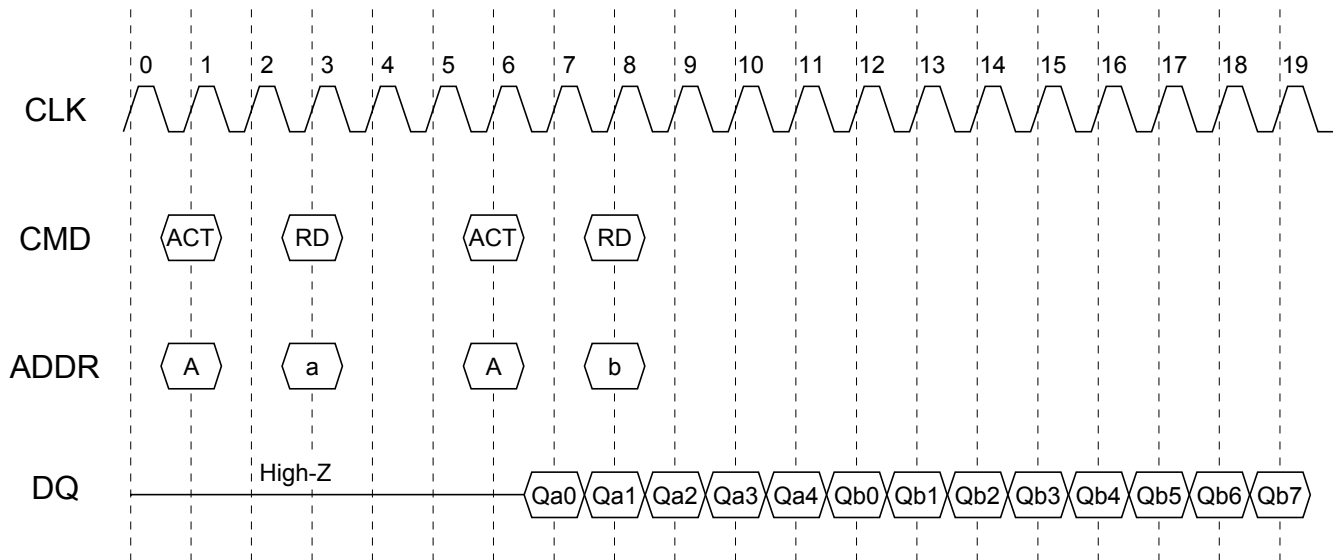 0 1 2 3 4 5 6 7 8 9 10 11 12 13 14 15 16 17 18 19
CLK
CMD ACT RD ACT RD
ADDR A a A b
High-Z
DQ Qa0 Qa1 Qa2 Qa3 Qa4 Qb0 Qb1 Qb2 Qb3 Qb4 Qb5 Qb6 Qb7